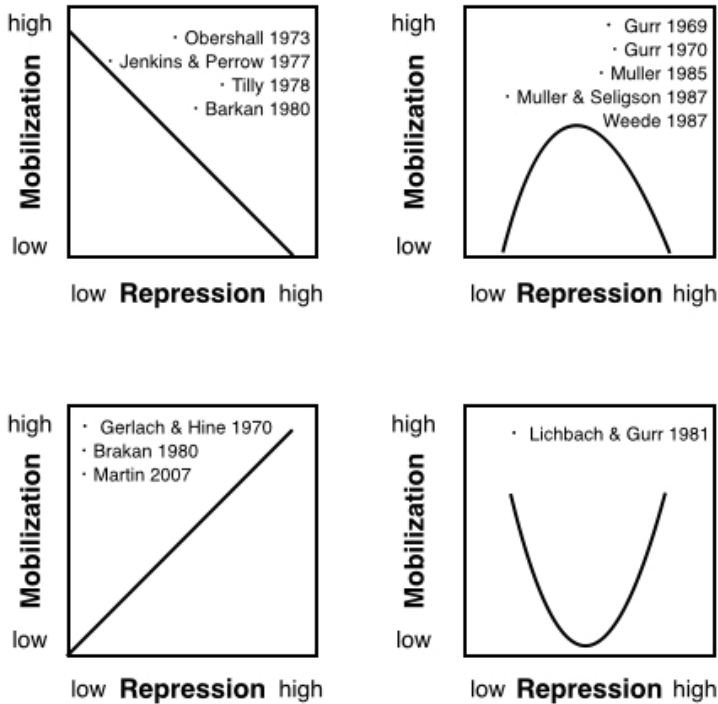 high
· Obershall 1973
· Jenkins & Perrow 1977
· Tilly 1978
· Barkan 1980
Mobilization
low
low Repression high
high
· Gurr 1969
· Gurr 1970
· Muller 1985
· Muller & Seligson 1987
Weede 1987
Mobilization
low
low Repression high
high
· Gerlach & Hine 1970
· Brakan 1980
· Martin 2007
Mobilization
low
low Repression high
high
· Lichbach & Gurr 1981
Mobilization
low
low Repression high